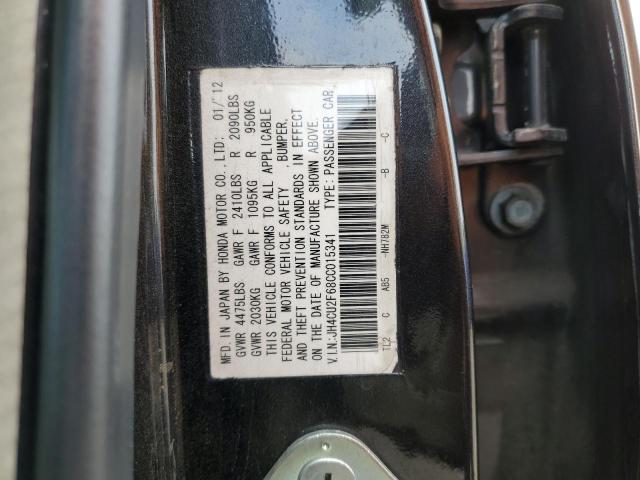 MFD. IN JAPAN BY HONDA MOTOR CO., LTD: 01/'12
GVWR 4475LBS GAWR F 2410LBS R 2090LBS
GVWR 2030KG GAWR F 1095KG R 950KG
THIS VEHICLE CONFORMS TO ALL APPLICABLE
FEDERAL MOTOR VEHICLE SAFETY , BUMPER,
AND THEFT PREVENTION STANDARDS IN EFFECT
ON THE DATE OF MANUFACTURE SHOWN ABOVE.
V.I.N:JH4CU2F68CC015341 TYPE: PASSENGER CAR
TL2 C AB5 -NH782M -B -C